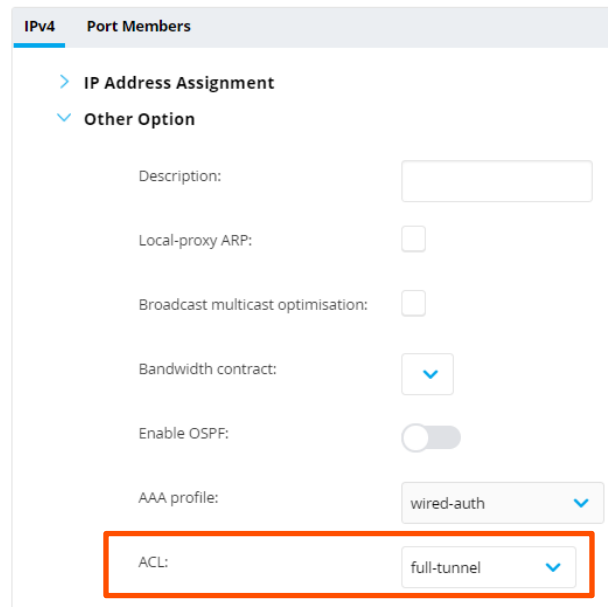 IPv4 Port Members
IP Address Assignment
Other Option
Description:
Local-proxy ARP:
Broadcast multicast optimisation:
Bandwidth contract:
Enable OSPF:
AAA profile: wired-auth
ACL: full-tunnel